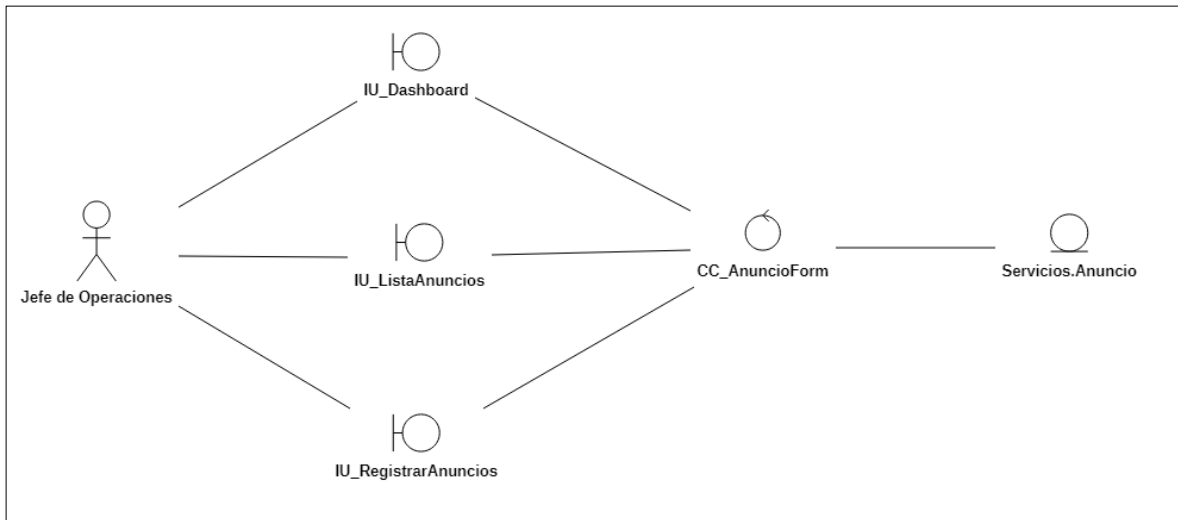 IU_Dashboard
Jefe de Operaciones
IU_ListaAnuncios
CC_AnuncioForm
Servicios.Anuncio
IU_RegistrarAnuncios